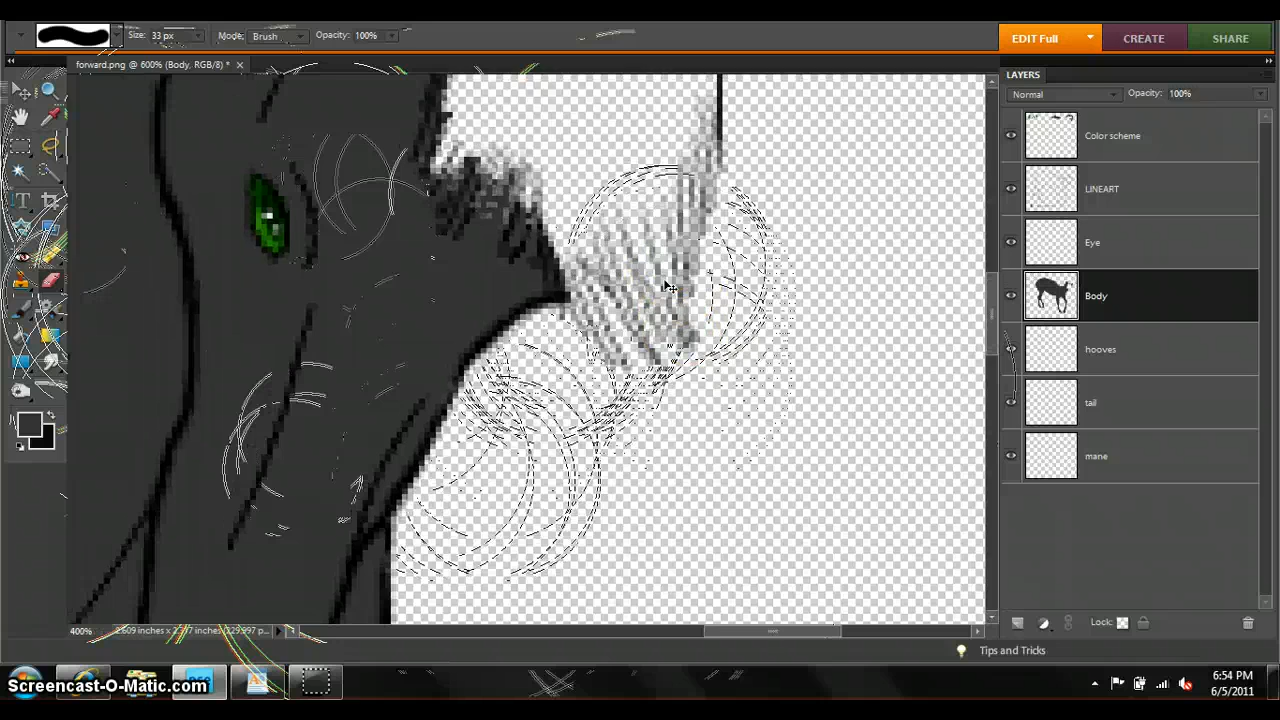 Size: 33 px Mode: Brush Opacity: 100%
EDIT Full CREATE SHARE
forward.png @ 600% (Body, RGB/8) * ×
LAYERS
Normal Opacity: 100%
Color scheme
LINEART
Eye
Body
hooves
tail
mane
Lock:
400%
Tips and Tricks
Screencast-O-Matic.com
6:54 PM
6/5/2011